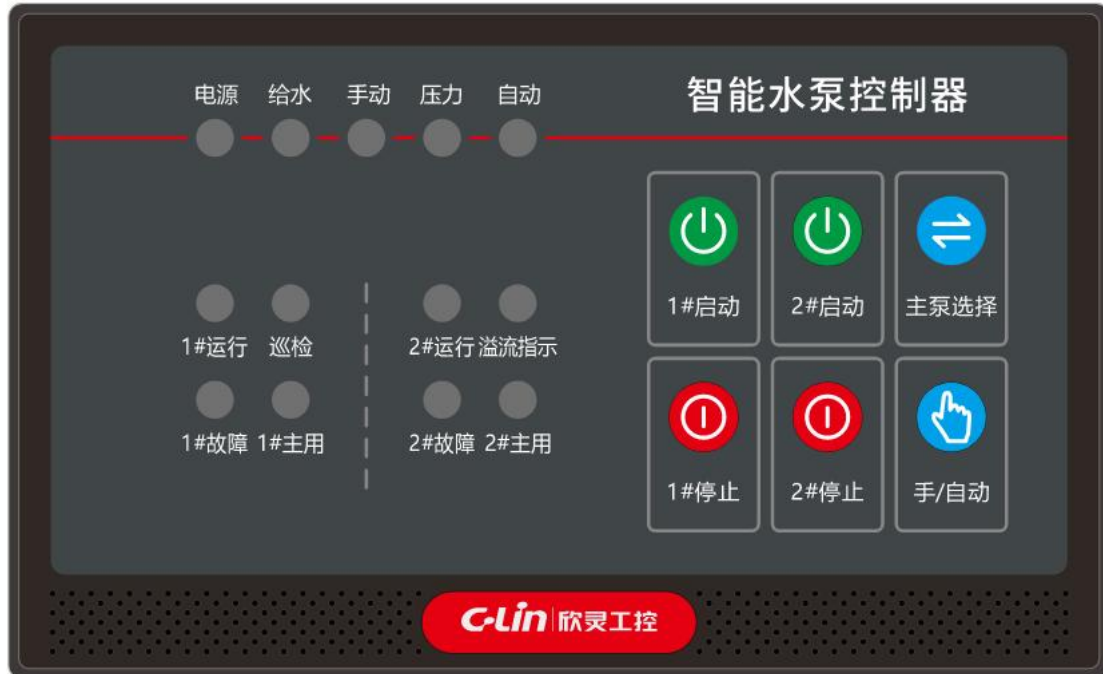 电源 给水 手动 压力 自动
智能水泵控制器
1#启动 2#启动 主泵选择
1#运行 巡检 2#运行 溢流指示
1#故障 1#主用 2#故障 2#主用
1#停止 2#停止 手/自动
C-Lin 欣灵工控